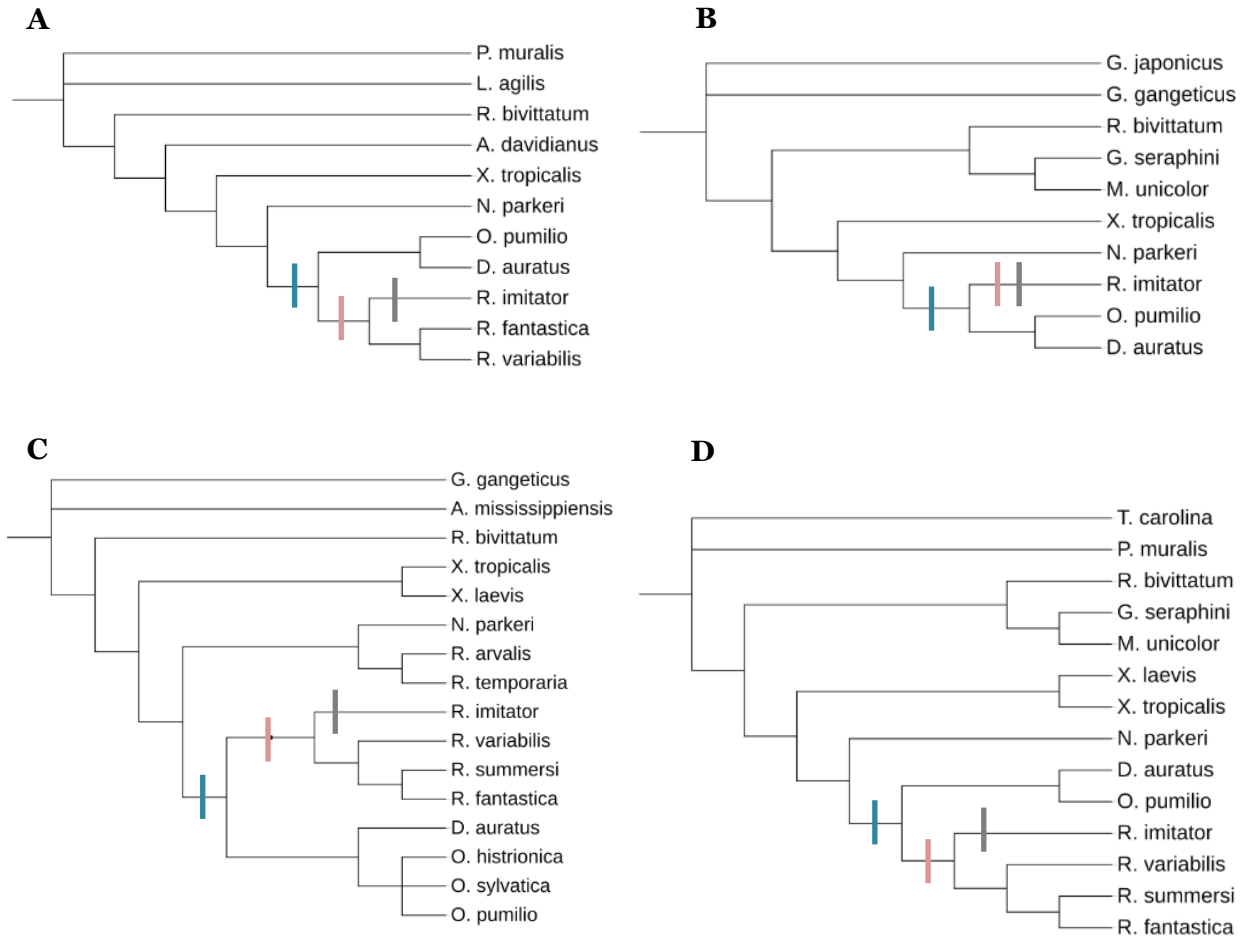 A
P. muralis
L. agilis
R. bivittatum
A. davidianus
X. tropicalis
N. parkeri
O. pumilio
D. auratus
R. imitator
R. fantastica
R. variabilis
B
G. japonicus
G. gangeticus
R. bivittatum
G. seraphini
M. unicolor
X. tropicalis
N. parkeri
R. imitator
O. pumilio
D. auratus
C
G. gangeticus
A. mississippiensis
R. bivittatum
X. tropicalis
X. laevis
N. parkeri
R. arvalis
R. temporaria
R. imitator
R. variabilis
R. summersi
R. fantastica
D. auratus
O. histrionica
O. sylvatica
O. pumilio
D
T. carolina
P. muralis
R. bivittatum
G. seraphini
M. unicolor
X. laevis
X. tropicalis
N. parkeri
D. auratus
O. pumilio
R. imitator
R. variabilis
R. summersi
R. fantastica